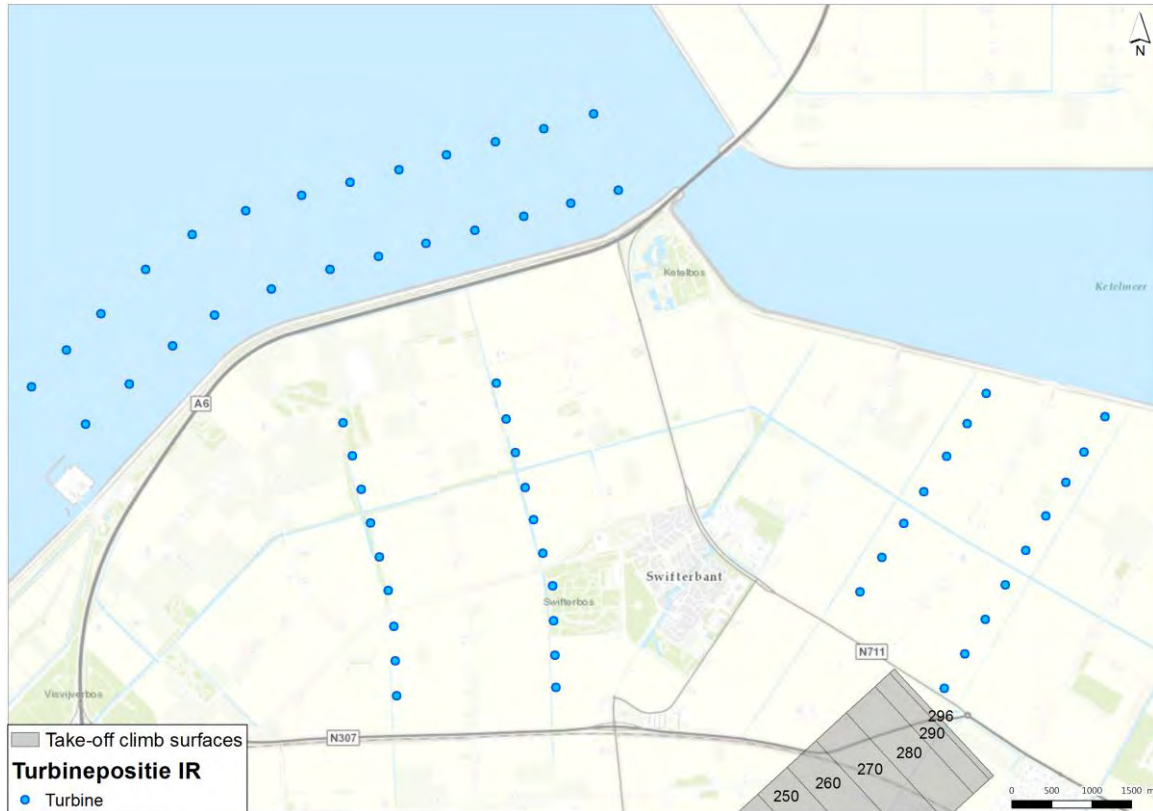 N
Ketelbos
Ketelmeer
A6
Swifterbant
Swifterbos
N711
Visvijverbos
296
290
280
270
260
250
N307
Take-off climb surfaces
Turbinepositie IR
Turbine
0 500 1000 1500 m